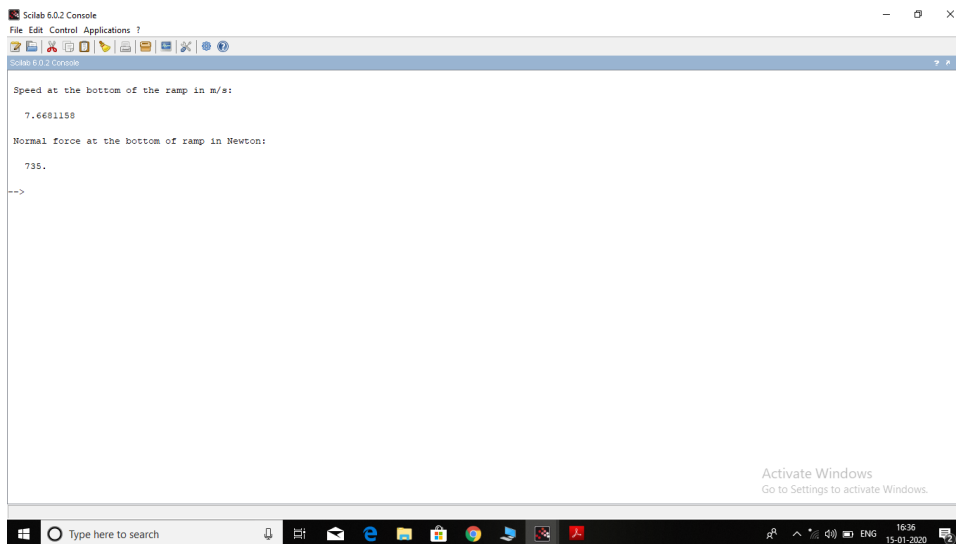 Scilab 6.0.2 Console
File Edit Control Applications ?
Scilab 6.0.2 Console
Speed at the bottom of the ramp in m/s:
7.6681158
Normal force at the bottom of ramp in Newton:
735.
-->
Activate Windows
Go to Settings to activate Windows.
Type here to search
ENG
16:36
15-01-2020
2